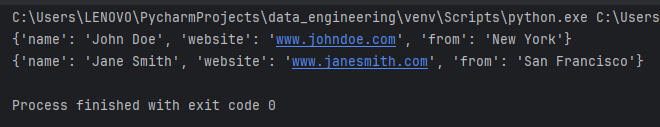 C:\Users\LENOVO\PycharmProjects\data_engineering\venv\Scripts\python.exe C:\Users
{'name': 'John Doe', 'website': 'www.johndoe.com', 'from': 'New York'}
{'name': 'Jane Smith', 'website': 'www.janesmith.com', 'from': 'San Francisco'}
Process finished with exit code 0